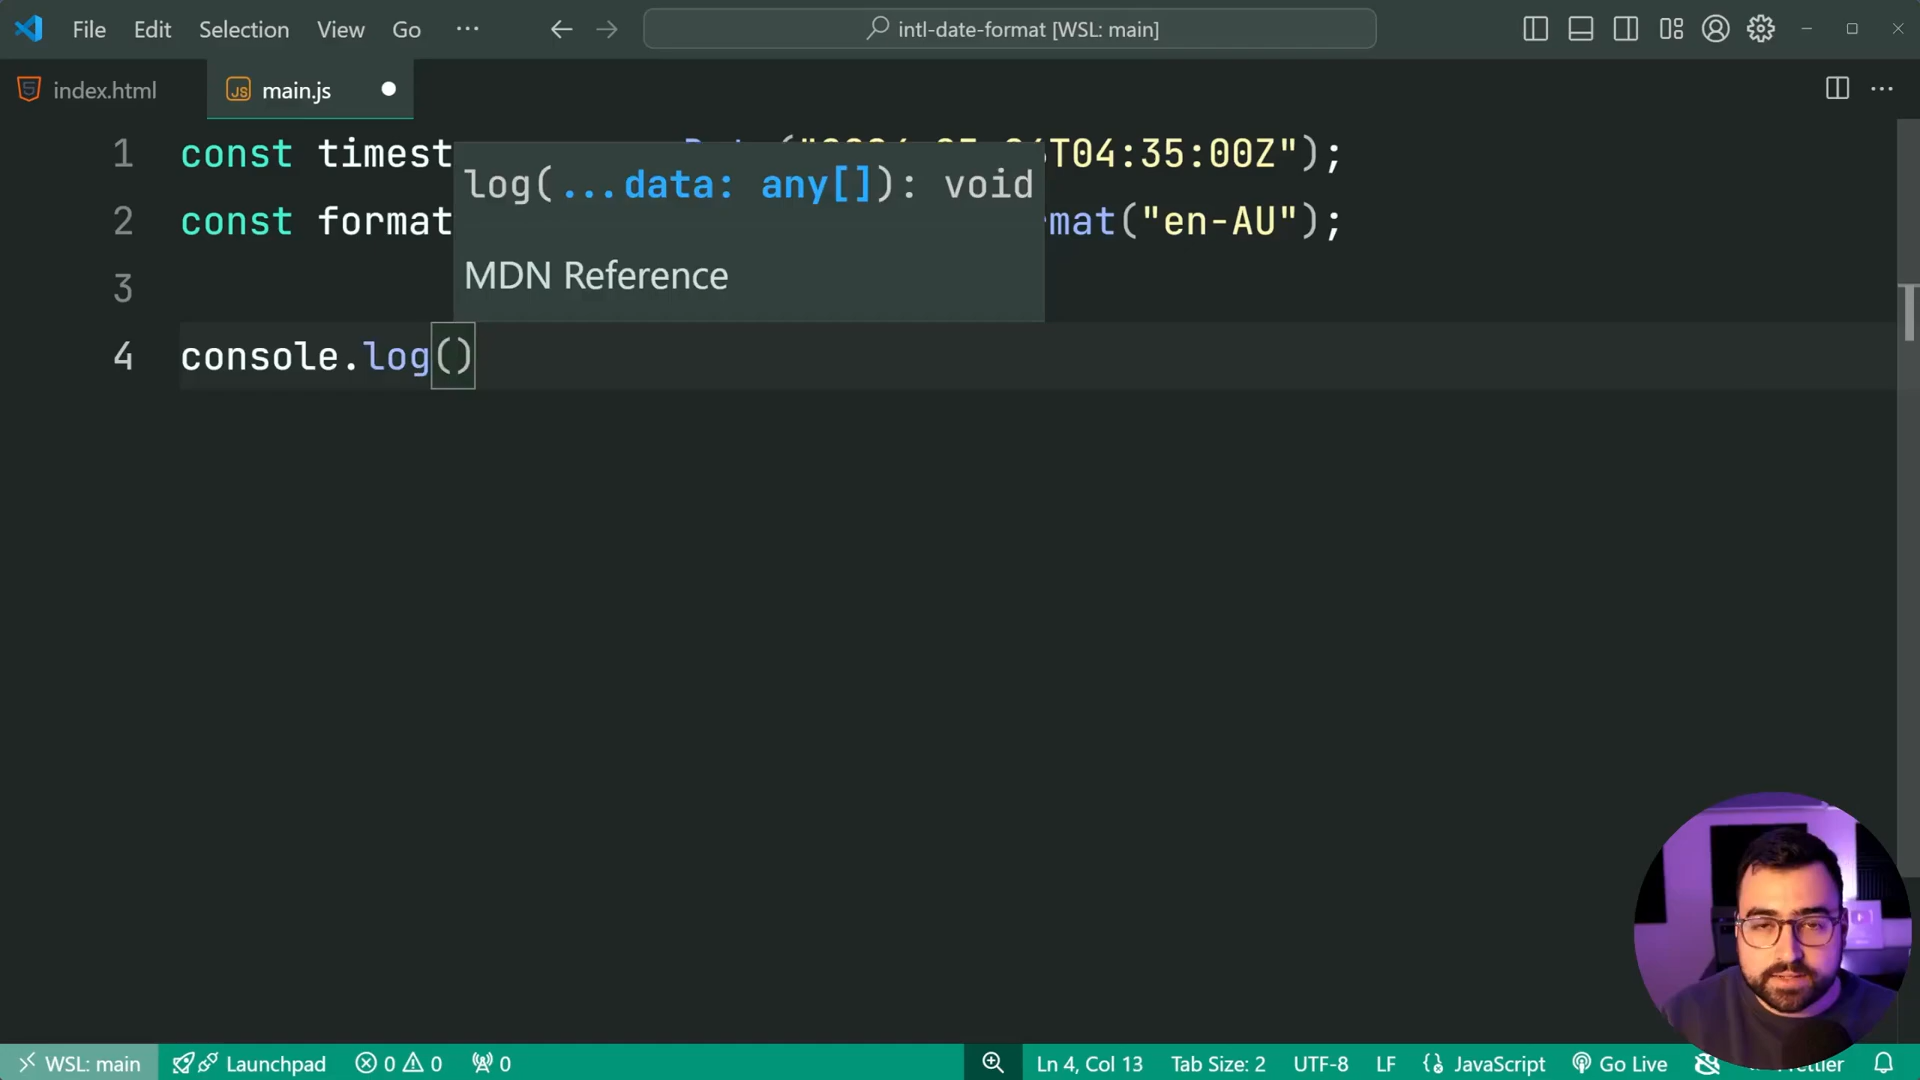 File Edit Selection View Go ··· intl-date-format [WSL: main]
index.html
JS main.js
1 const timest T04:35:00Z");
2 const format mat("en-AU");
3
4 console.log()
log(...data: any[]): void
MDN Reference
WSL: main Launchpad 0 0 0 Ln 4, Col 13 Tab Size: 2 UTF-8 LF {} JavaScript Go Live